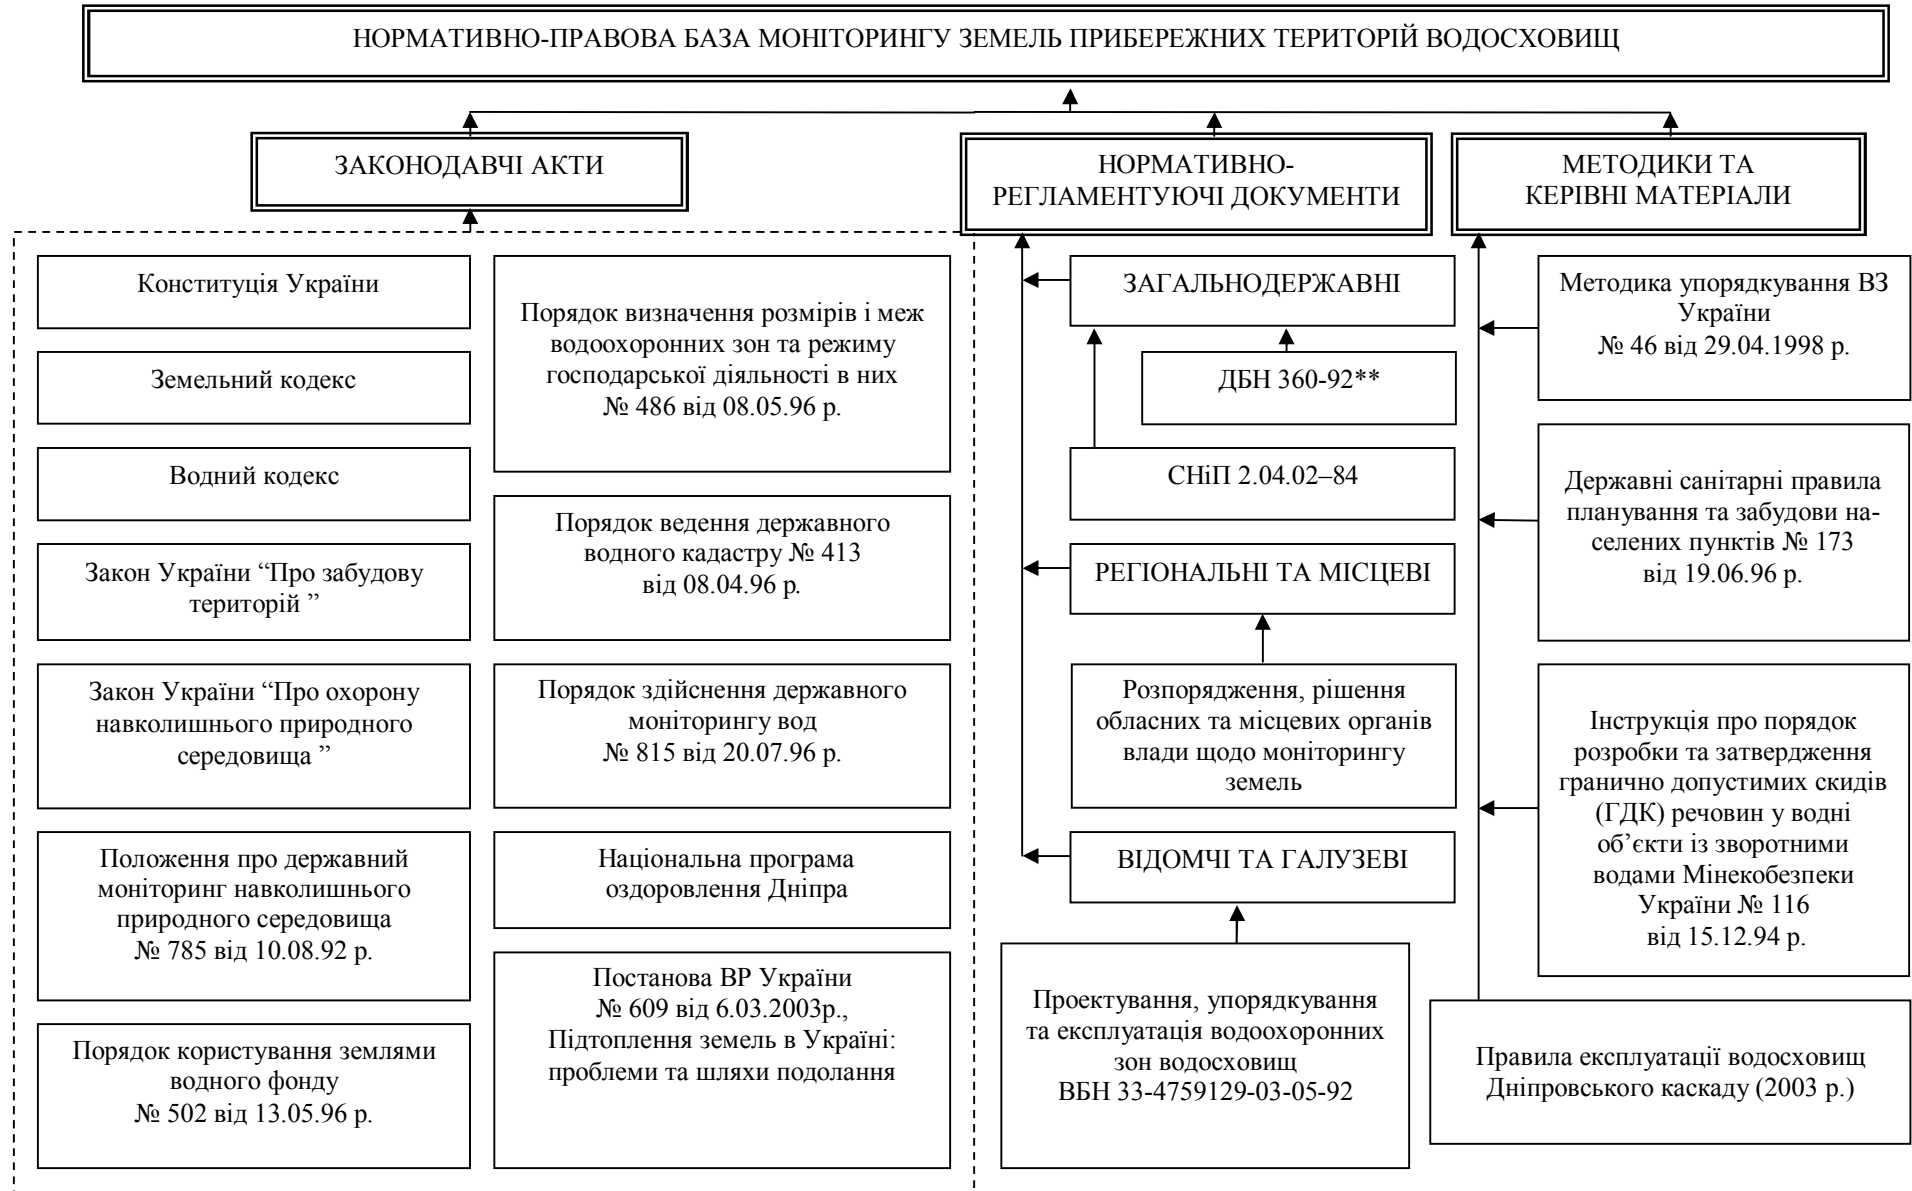 НОРМАТИВНО-ПРАВОВА БАЗА МОНІТОРИНГУ ЗЕМЕЛЬ ПРИБЕРЕЖНИХ ТЕРИТОРІЙ ВОДОСХОВИЩ
ЗАКОНОДАВЧІ АКТИ
Конституція України
Земельний кодекс
Водний кодекс
Закон України “Про забудову
територій ”
Закон України “Про охорону
навколишнього природного
середовища ”
Положення про державний
моніторинг навколишнього
природного середовища
№ 785 від 10.08.92 р.
Порядок користування землями
водного фонду
№ 502 від 13.05.96 р.
Порядок визначення розмірів і меж
водоохоронних зон та режиму
господарської діяльності в них
№ 486 від 08.05.96 р.
Порядок ведення державного
водного кадастру № 413
від 08.04.96 р.
Порядок здійснення державного
моніторингу вод
№ 815 від 20.07.96 р.
Національна програма
оздоровлення Дніпра
Постанова ВР України
№ 609 від 6.03.2003р.,
Підтоплення земель в Україні:
проблеми та шляхи подолання
НОРМАТИВНО-
РЕГЛАМЕНТУЮЧІ ДОКУМЕНТИ
ЗАГАЛЬНОДЕРЖАВНІ
ДБН 360-92**
СНіП 2.04.02–84
РЕГІОНАЛЬНІ ТА МІСЦЕВІ
Розпорядження, рішення
обласних та місцевих органів
влади щодо моніторингу
земель
ВІДОМЧІ ТА ГАЛУЗЕВІ
Проектування, упорядкування
та експлуатація водоохоронних
зон водосховищ
ВБН 33-4759129-03-05-92
МЕТОДИКИ ТА
КЕРІВНІ МАТЕРІАЛИ
Методика упорядкування ВЗ
України
№ 46 від 29.04.1998 р.
Державні санітарні правила
планування та забудови на-
селених пунктів № 173
від 19.06.96 р.
Інструкція про порядок
розробки та затвердження
гранично допустимих скидів
(ГДК) речовин у водні
об’єкти із зворотними
водами Мінекобезпеки
України № 116
від 15.12.94 р.
Правила експлуатації водосховищ
Дніпровського каскаду (2003 р.)